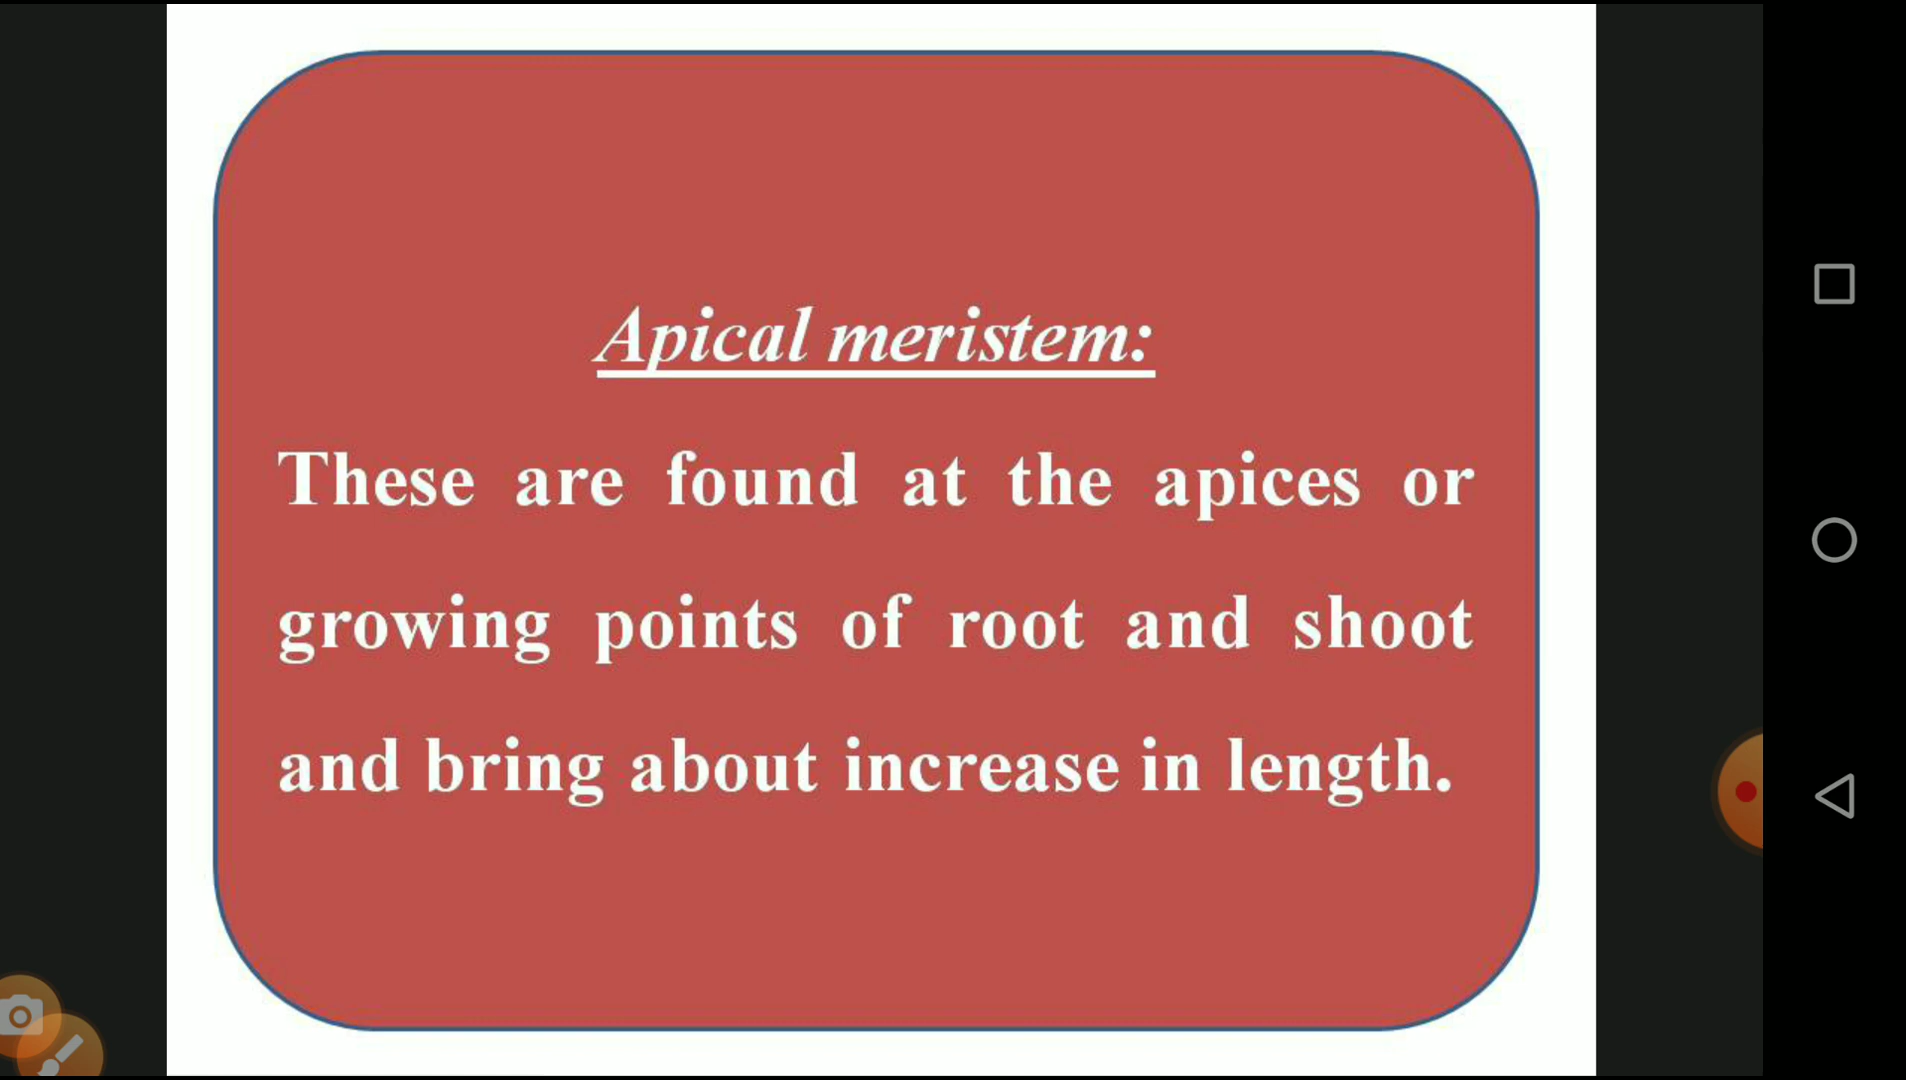 Apical meristem:
These are found at the apices or
growing points of root and shoot
and bring about increase in length.